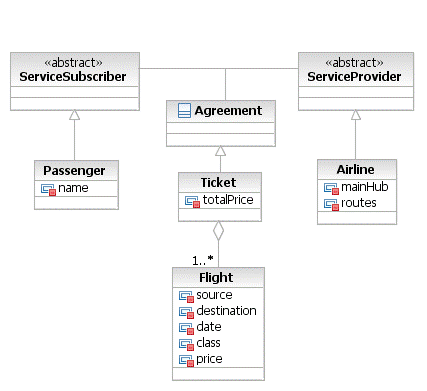 «abstract»
ServiceSubscriber
«abstract»
ServiceProvider
Agreement
Passenger
name
Ticket
totalPrice
Airline
mainHub
routes
1..*
Flight
source
destination
date
class
price